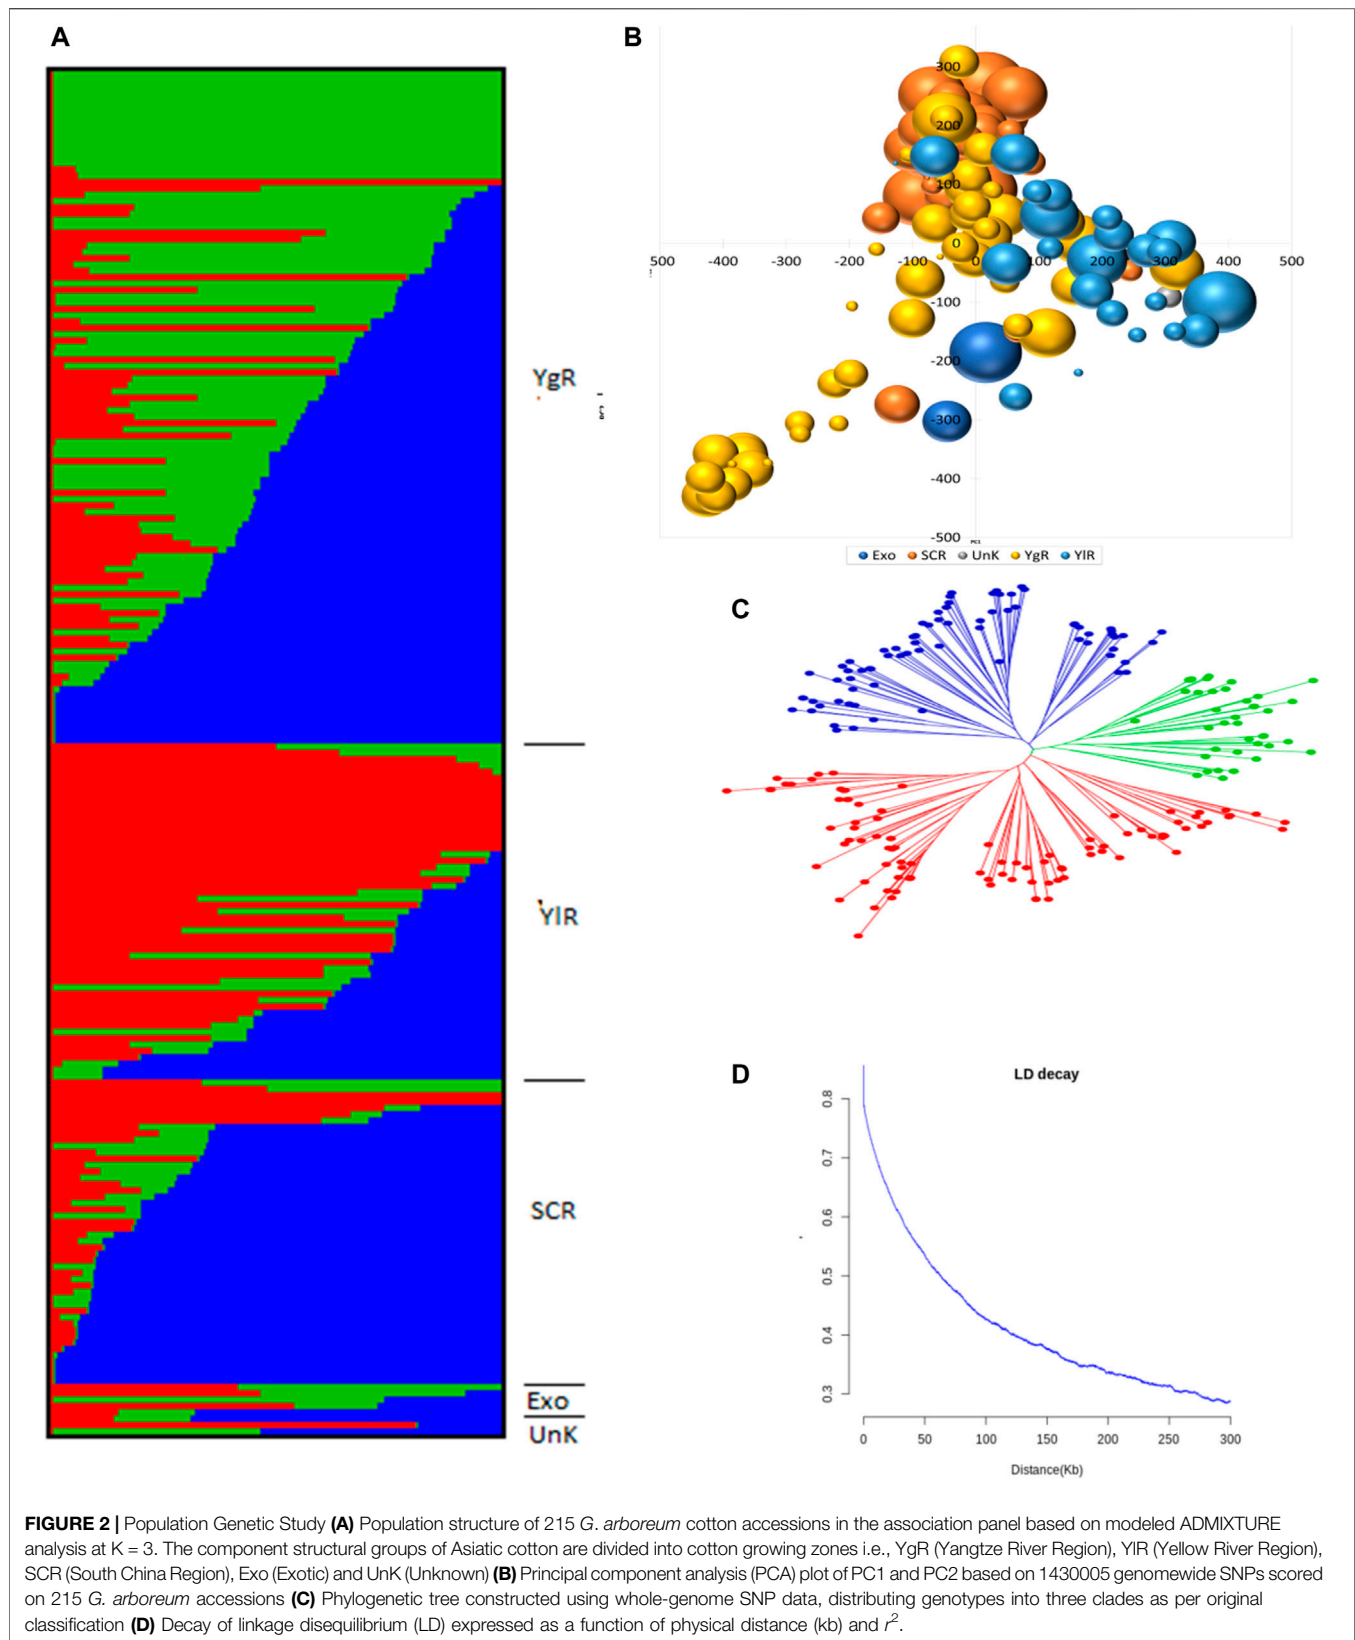 A
YgR
YlR
SCR
Exo
UnK
B
300
200
100
0
500
-400
-300
-200
-100
0
100
200
300
400
500
-100
-200
-300
-400
-500
PC1
Exo
SCR
UnK
YgR
YlR
C
D
LD decay
0.8
0.7
0.6
0.5
0.4
0.3
0
50
100
150
200
250
300
Distance(Kb)
FIGURE 2 | Population Genetic Study (A) Population structure of 215 G. arboreum cotton accessions in the association panel based on modeled ADMIXTURE
analysis at K = 3. The component structural groups of Asiatic cotton are divided into cotton growing zones i.e., YgR (Yangtze River Region), YlR (Yellow River Region),
SCR (South China Region), Exo (Exotic) and UnK (Unknown) (B) Principal component analysis (PCA) plot of PC1 and PC2 based on 1430005 genomewide SNPs scored
on 215 G. arboreum accessions (C) Phylogenetic tree constructed using whole-genome SNP data, distributing genotypes into three clades as per original
classification (D) Decay of linkage disequilibrium (LD) expressed as a function of physical distance (kb) and r².